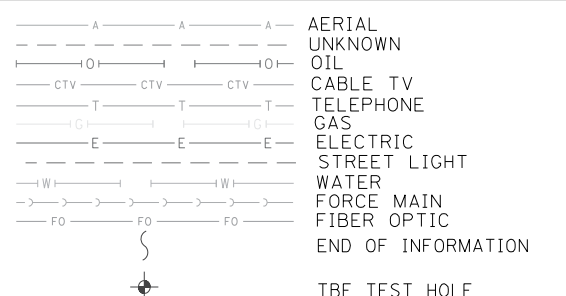 A A A AERIAL
UNKNOWN
O O OIL
CTV CTV CTV CABLE TV
T T T TELEPHONE
G G GAS
E E E ELECTRIC
STREET LIGHT
W W WATER
FORCE MAIN
FO FO FO FIBER OPTIC
END OF INFORMATION
TBE TEST HOLE